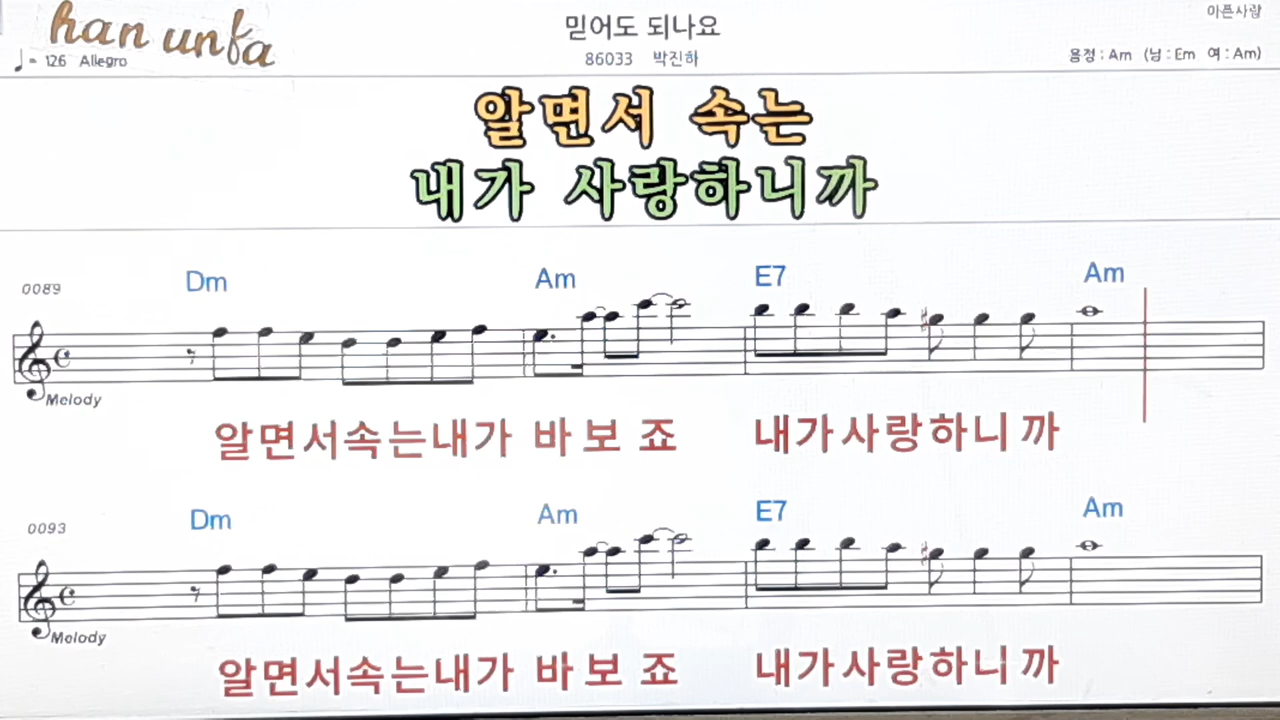 han unfa
♩= 126 Allegro
믿어도 되나요
86033 박진하
아픈사랑
용정 : Am (남 : Em 여 : Am)
알면서 속는
내가 사랑하니까
0089
Dm Am E7 Am
Melody
알면서속는내가 바 보 죠 내가사랑하니 까
0093
Dm Am E7 Am
Melody
알면서속는내가 바 보 죠 내가사랑하니 까